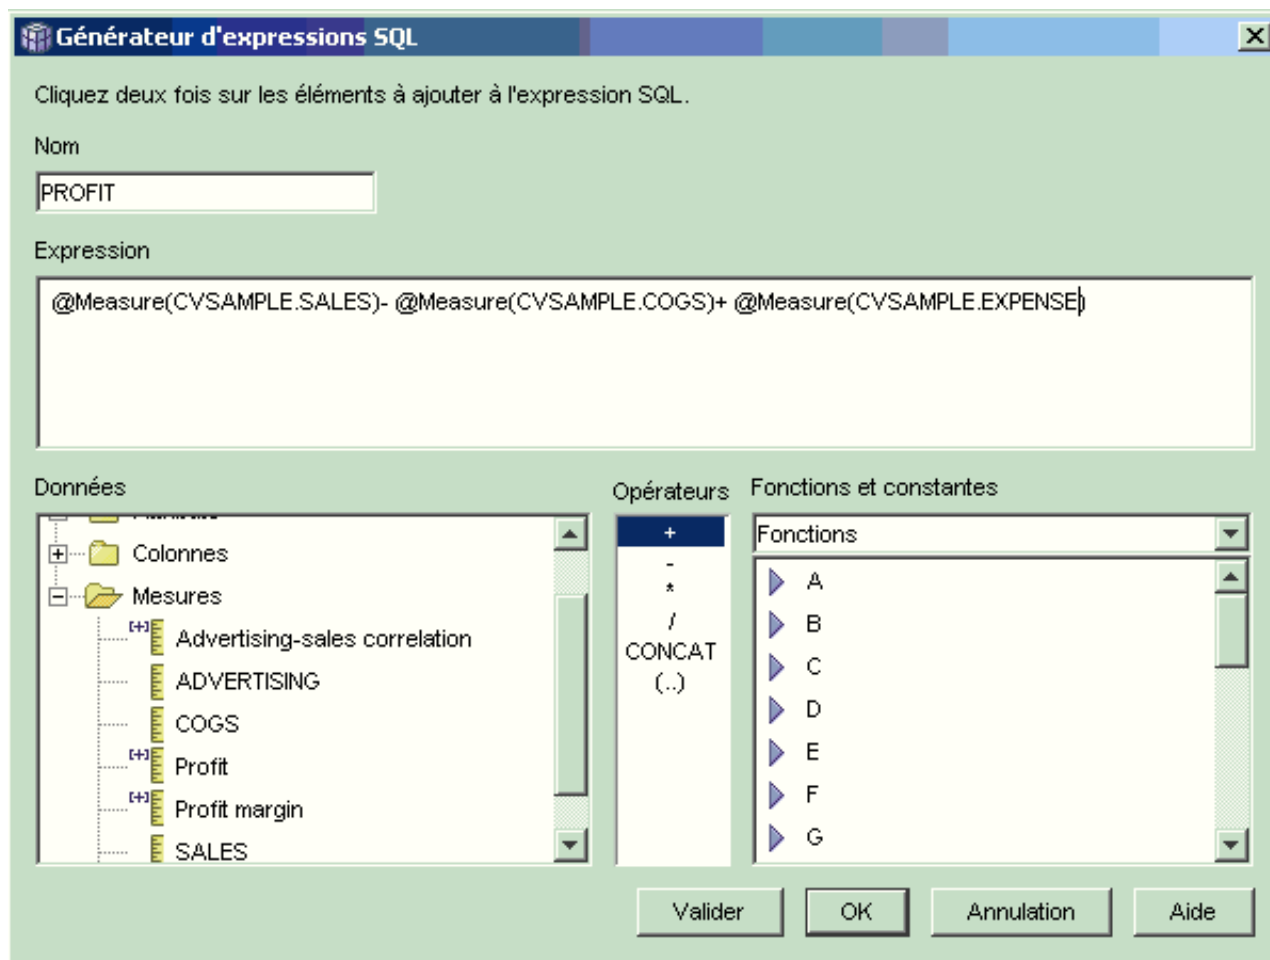 Générateur d'expressions SQL
Cliquez deux fois sur les éléments à ajouter à l'expression SQL.
Nom
PROFIT
Expression
@Measure(CVSAMPLE.SALES)- @Measure(CVSAMPLE.COGS)+ @Measure(CVSAMPLE.EXPENSE)
Données
Colonnes
Mesures
Advertising-sales correlation
ADVERTISING
COGS
Profit
Profit margin
SALES
Opérateurs
+
-
*
/
CONCAT
(..)
Fonctions et constantes
Fonctions
A
B
C
D
E
F
G
Valider
OK
Annulation
Aide